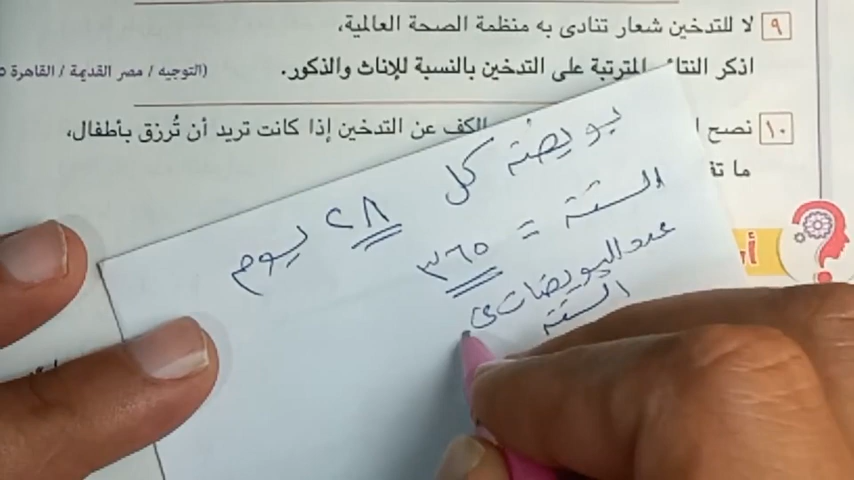 ٩ لا للتدخين شعار تنادى به منظمة الصحة العالمية،
اذكر النتائج المترتبة على التدخين بالنسبة للإناث والذكور. (التوجيه / مصر القديمة / القاهرة
١٠ نصح الكف عن التدخين إذا كانت تريد أن تُرزق بأطفال،
ما
بويضة كل ٢٨ يوم
السنة = ٣٦٥
عدد البويضات فى
السنة